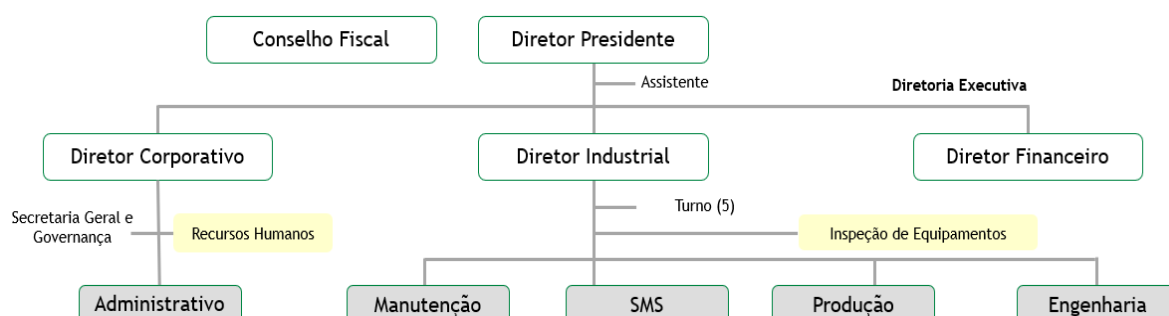 Conselho Fiscal
Diretor Presidente
Assistente
Diretoria Executiva
Diretor Corporativo
Diretor Industrial
Diretor Financeiro
Secretaria Geral e
Governança
Recursos Humanos
Turno (5)
Inspeção de Equipamentos
Administrativo
Manutenção
SMS
Produção
Engenharia